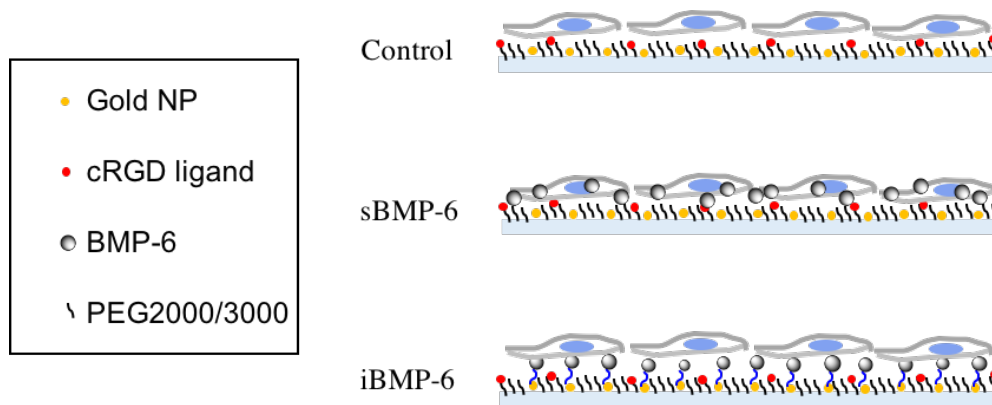 Control
Gold NP
cRGD ligand
sBMP-6
BMP-6
PEG2000/3000
iBMP-6